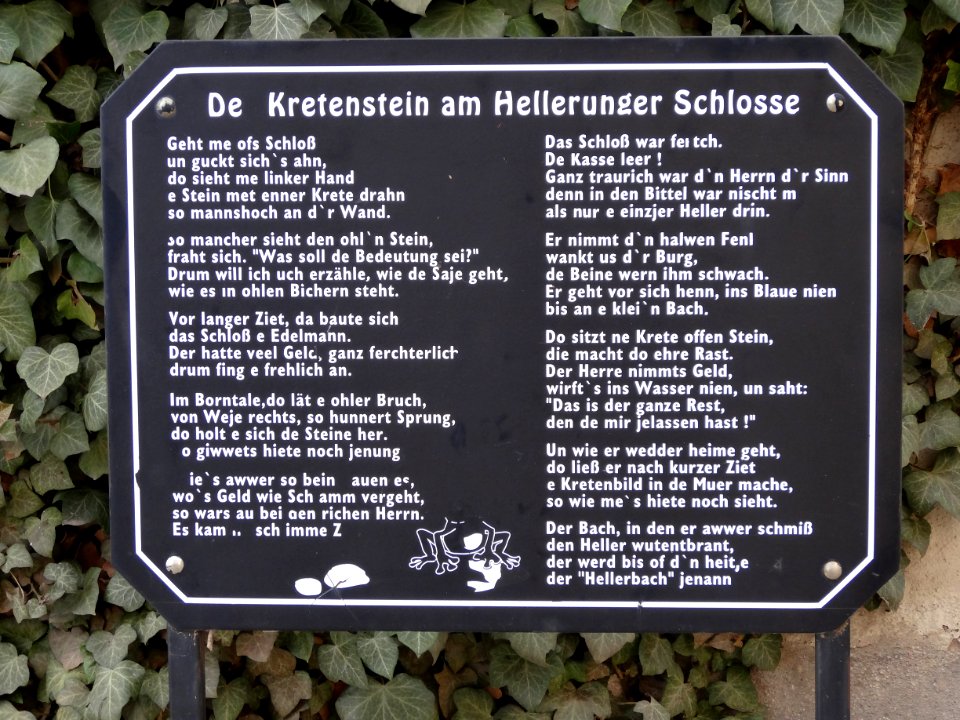 De Kretenstein am Hellerunger Schlosse
Geht me ofs Schloß
un guckt sich`s ahn,
do sieht me linker Hand
e Stein met enner Krete drahn
so mannshoch an d`r Wand.
so mancher sieht den ohl`n Stein,
fraht sich. "Was soll de Bedeutung sei?"
Drum will ich uch erzähle, wie de Saje geht,
wie es in ohlen Bichern steht.
Vor langer Ziet, da baute sich
das Schloß e Edelmann.
Der hatte veel Geld, ganz ferchterlich
drum fing e frehlich an.
Im Borntale,do lät e ohler Bruch,
von Weje rechts, so hunnert Sprung,
do holt e sich de Steine her.
o giwwets hiete noch jenung
ie`s awwer so bein auen es,
wo`s Geld wie Sch amm vergeht,
so wars au bei den richen Herrn.
Es kam sch imme Z
Das Schloß war fertch.
De Kasse leer !
Ganz traurich war d`n Herrn d`r Sinn
denn in den Bittel war nischt m
als nur e einzjer Heller drin.
Er nimmt d`n halwen Fenl
wankt us d`r Burg,
de Beine wern ihm schwach.
Er geht vor sich henn, ins Blaue nien
bis an e klei`n Bach.
Do sitzt ne Krete offen Stein,
die macht do ehre Rast.
Der Herre nimmts Geld,
wirft`s ins Wasser nien, un saht:
"Das is der ganze Rest,
den de mir jelassen hast !"
Un wie er wedder heime geht,
do ließ er nach kurzer Ziet
e Kretenbild in de Muer mache,
so wie me`s hiete noch sieht.
Der Bach, in den er awwer schmiß
den Heller wutentbrant,
der werd bis of d`n heit,e
der "Hellerbach" jenann